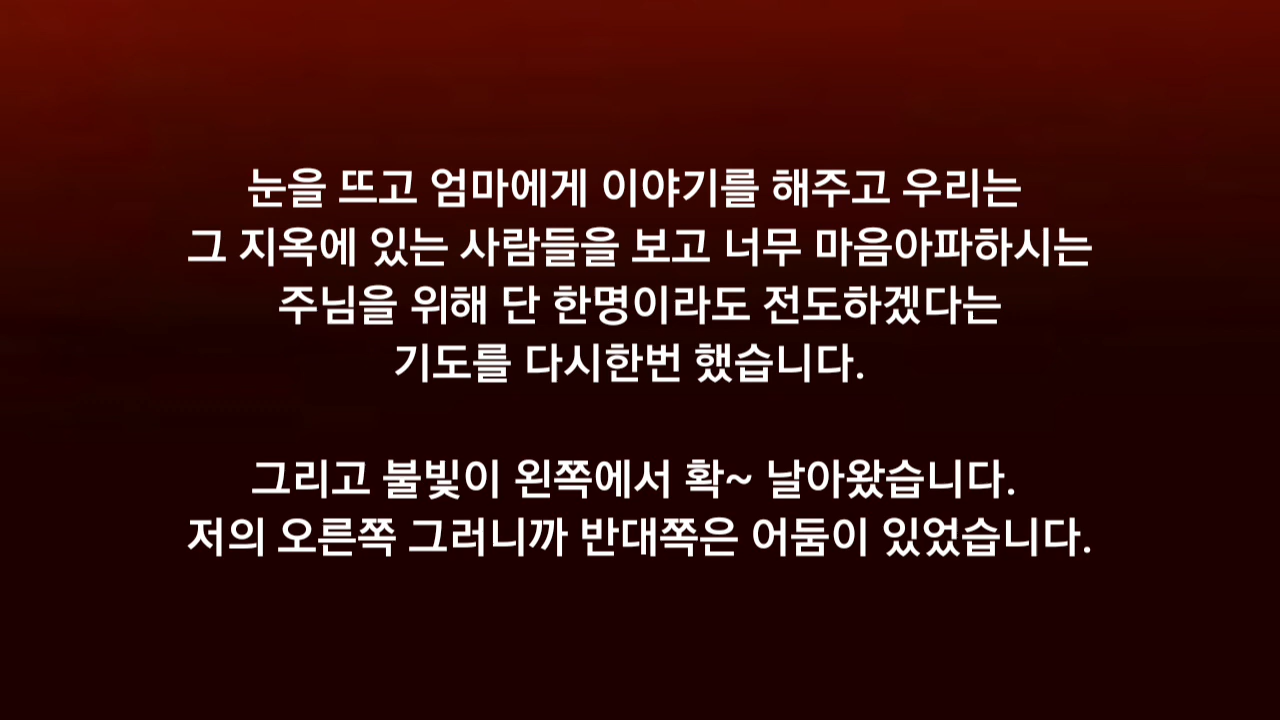 눈을 뜨고 엄마에게 이야기를 해주고 우리는
그 지옥에 있는 사람들을 보고 너무 마음아파하시는
주님을 위해 단 한명이라도 전도하겠다는
기도를 다시한번 했습니다.
그리고 불빛이 왼쪽에서 확~ 날아왔습니다.
저의 오른쪽 그러니까 반대쪽은 어둠이 있었습니다.